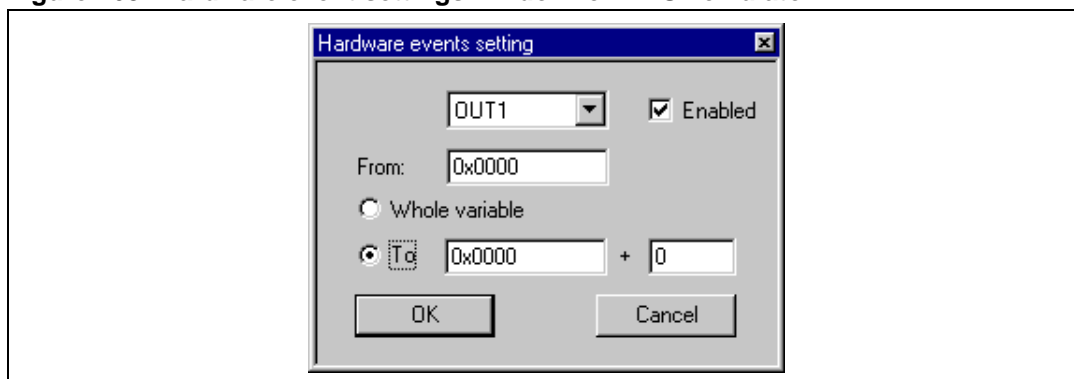 Hardware events setting
OUT1 Enabled
From: 0x0000
Whole variable
To 0x0000 + 0
OK Cancel